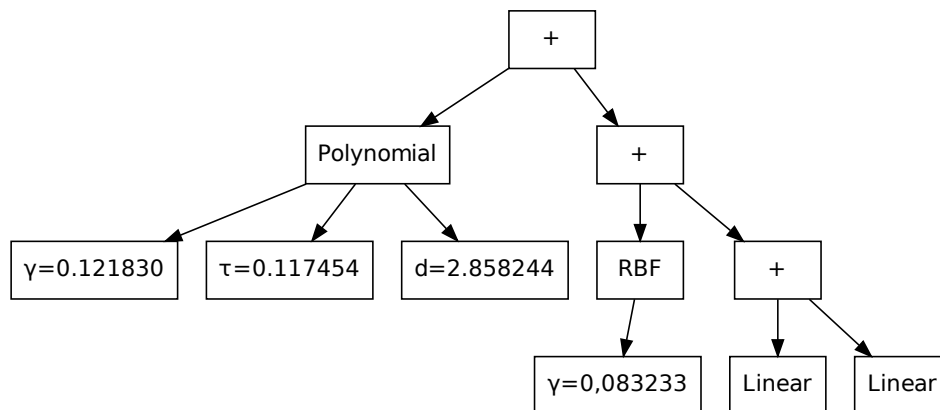 +
Polynomial
+
γ=0.121830
τ=0.117454
d=2.858244
RBF
+
γ=0,083233
Linear
Linear